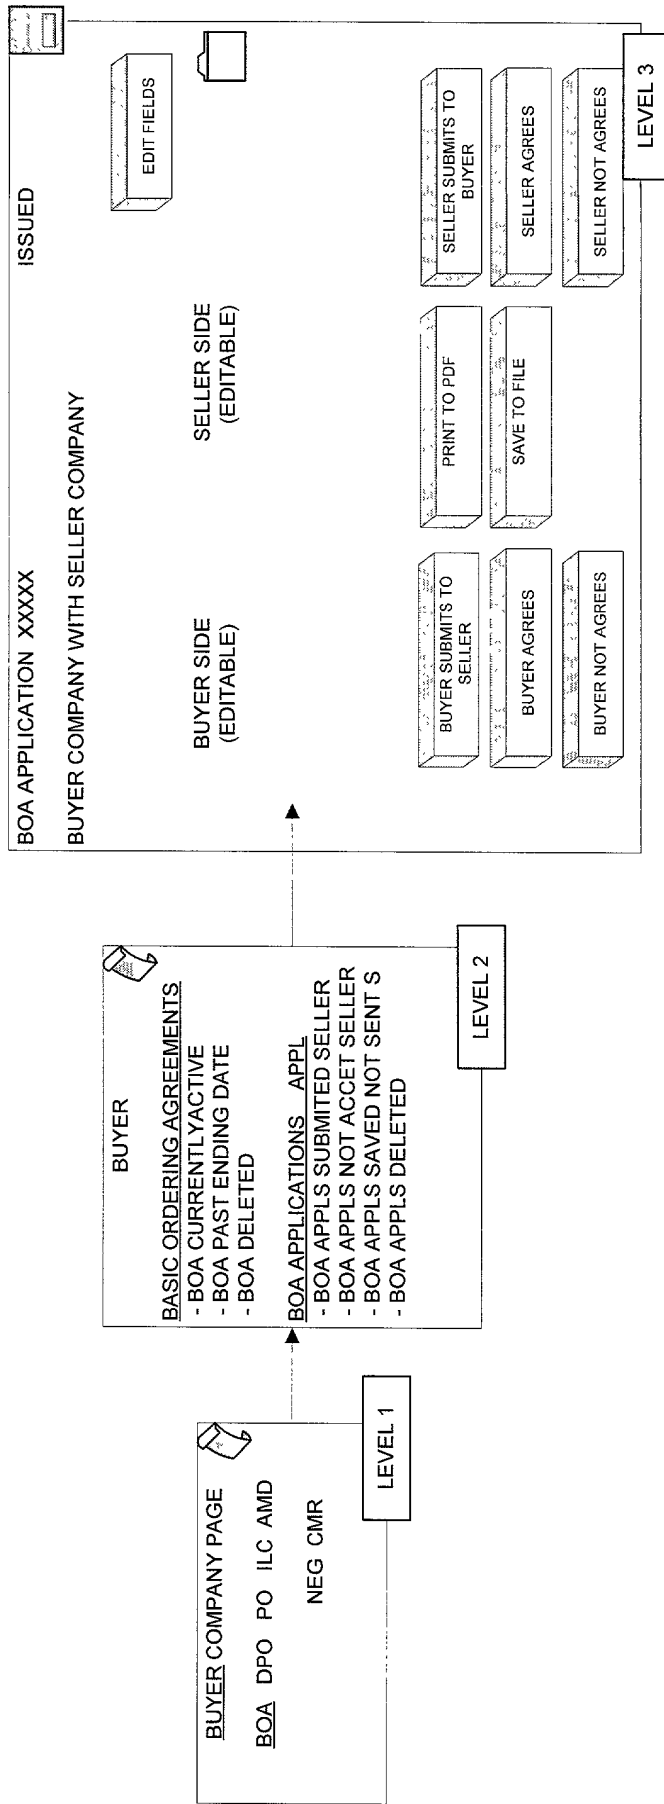 BUYER COMPANY PAGE
BOA DPO PO ILC AMD
NEG CMR
LEVEL 1
BUYER
BASIC ORDERING AGREEMENTS
- BOA CURRENTLYACTIVE
- BOA PAST ENDING DATE
- BOA DELETED
BOA APPLICATIONS APPL
- BOA APPLS SUBMITED SELLER
- BOA APPLS NOT ACCET SELLER
- BOA APPLS SAVED NOT SENT S
- BOA APPLS DELETED
LEVEL 2
BOA APPLICATION XXXXX
ISSUED
BUYER COMPANY WITH SELLER COMPANY
EDIT FIELDS
BUYER SIDE
(EDITABLE)
SELLER SIDE
(EDITABLE)
BUYER SUBMITS TO
SELLER
PRINT TO PDF
SELLER SUBMITS TO
BUYER
BUYER AGREES
SAVE TO FILE
SELLER AGREES
BUYER NOT AGREES
SELLER NOT AGREES
LEVEL 3